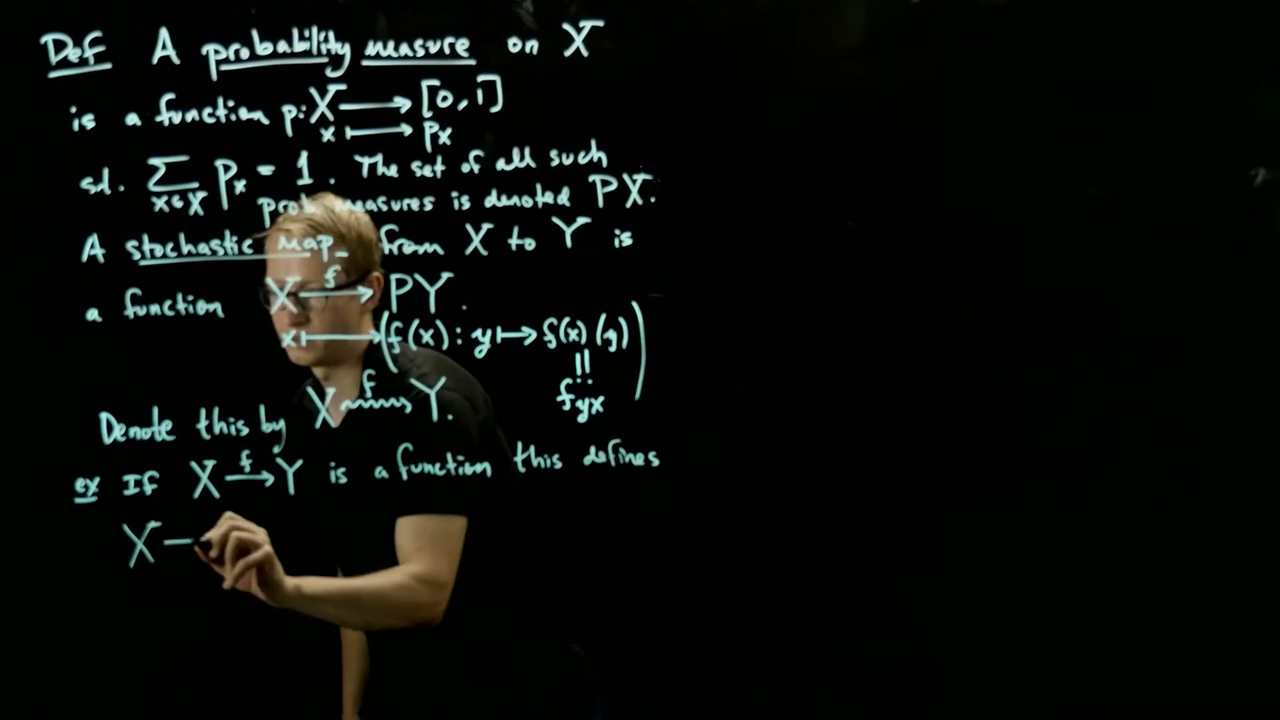 Def A probability measure on X
is a function p: X ⟶ [0,1]
x ⟼ px
s.t. ∑x∈X px = 1. The set of all such
prob measures is denoted PX.
A stochastic map from X to Y is
a function X f⟶ PY.
x ⟼ (f(x): y ⟼ f(x)(y))
||
fyx
Denote this by X f⇝ Y.
ex If X f⟶ Y is a function this defines
X —